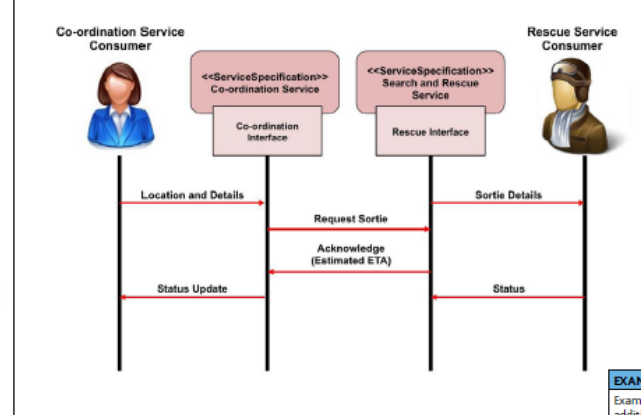 Co-ordination Service
Consumer
Rescue Service
Consumer
<<ServiceSpecification>>
Co-ordination Service
<<ServiceSpecification>>
Search and Rescue
Service
Co-ordination
Interface
Rescue Interface
Location and Details
Sortie Details
Request Sortie
Acknowledge
(Estimated ETA)
Status Update
Status